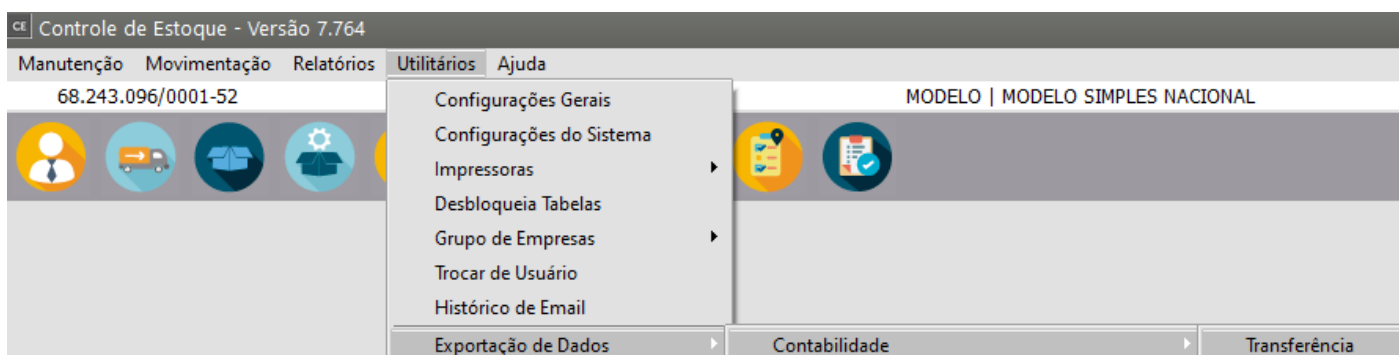 CE Controle de Estoque - Versão 7.764
Manutenção Movimentação Relatórios Utilitários Ajuda
68.243.096/0001-52 MODELO | MODELO SIMPLES NACIONAL
Configurações Gerais
Configurações do Sistema
Impressoras
Desbloqueia Tabelas
Grupo de Empresas
Trocar de Usuário
Histórico de Email
Exportação de Dados Contabilidade Transferência